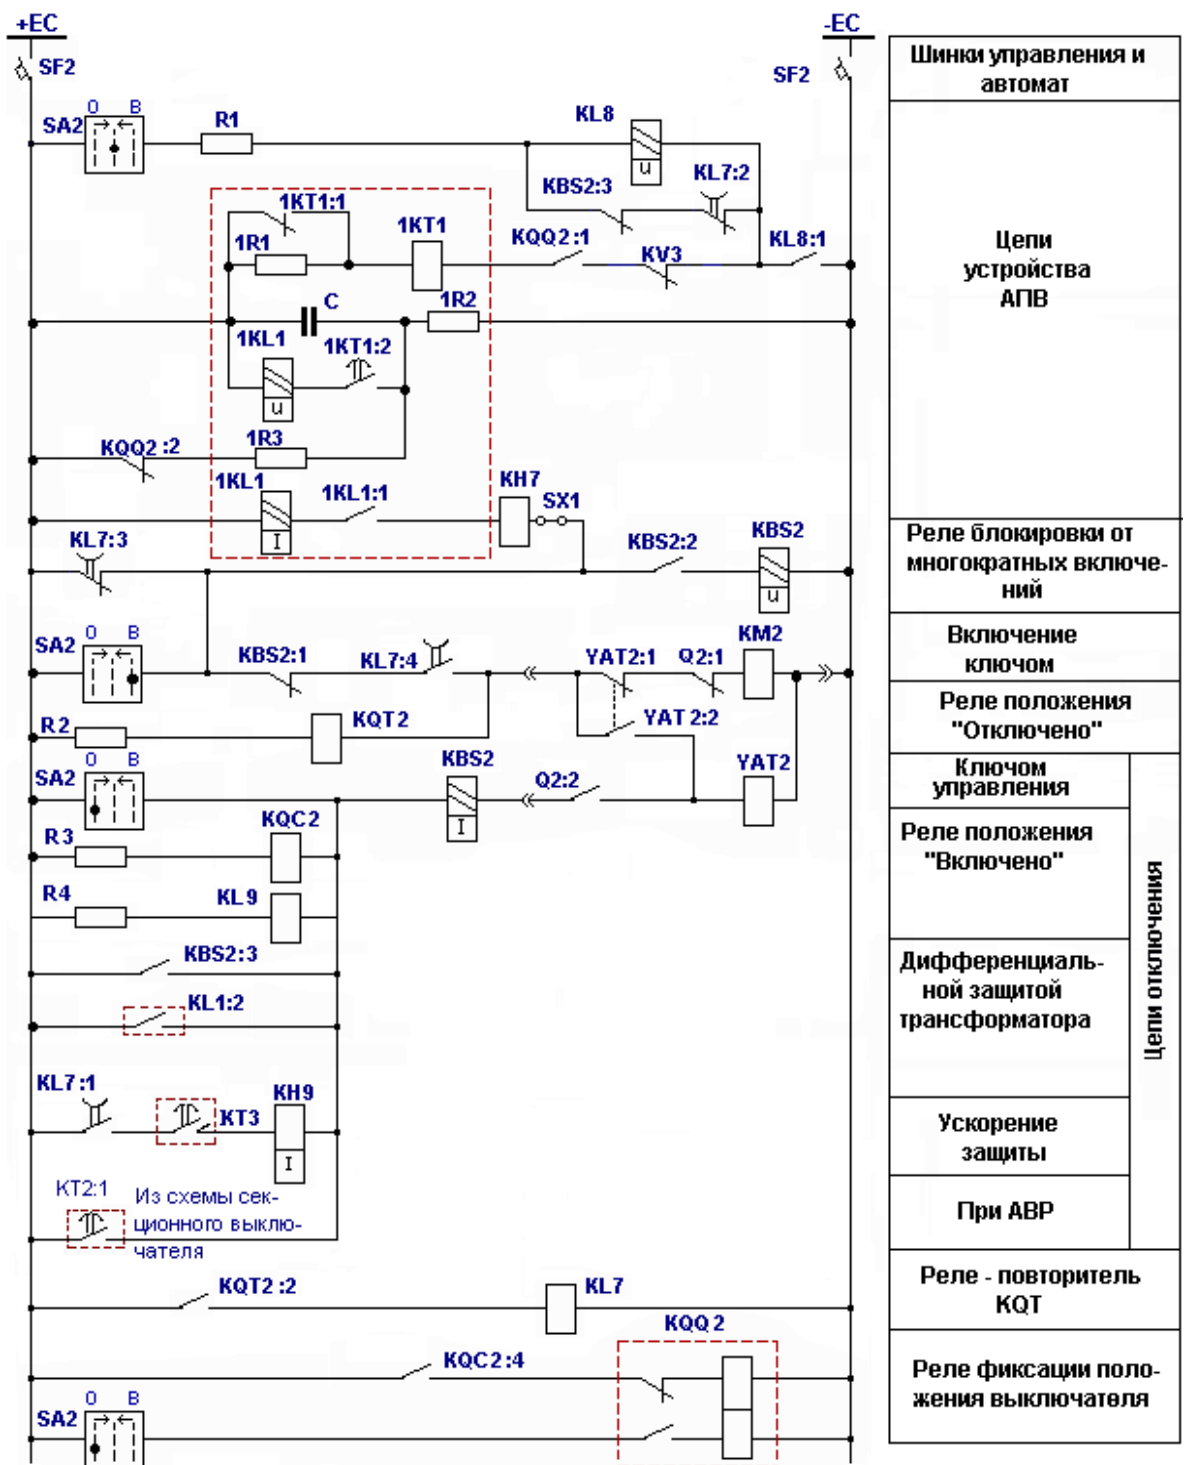 +EC
-EC
SF2
SF2
Шинки управления и
автомат
O B
SA2
R1
KL8
u
KBS2:3
KL7:2
1KT1:1
1R1
1KT1
KQQ2:1
KV3
KL8:1
Цепи
устройства
АПВ
C
1R2
1KL1
1KT1:2
u
KQQ2:2
1R3
1KL1
1KL1:1
I
KH7
SX1
KL7:3
KBS2:2
KBS2
u
Реле блокировки от
многократных включе-
ний
O B
SA2
KBS2:1
KL7:4
YAT2:1
Q2:1
KM2
Включение
ключом
R2
KQT2
YAT2:2
Реле положения
"Отключено"
O B
SA2
KBS2
I
Q2:2
YAT2
Ключом
управления
R3
KQC2
Реле положения
"Включено"
R4
KL9
KBS2:3
KL1:2
Дифференциаль-
ной защитой
трансформатора
Цепи отключения
KL7:1
KT3
KH9
I
Ускорение
защиты
KT2:1
Из схемы сек-
ционного выклю-
чателя
При АВР
KQT2:2
KL7
Реле - повторитель
KQT
KQQ2
KQC2:4
O B
SA2
Реле фиксации поло-
жения выключателя